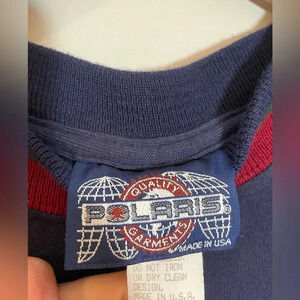 QUALITY
POLARIS
GARMENTS
MADE IN USA
DO NOT IRON
OR DRY CLEAN
DESIGN.
MADE IN U.S.A.